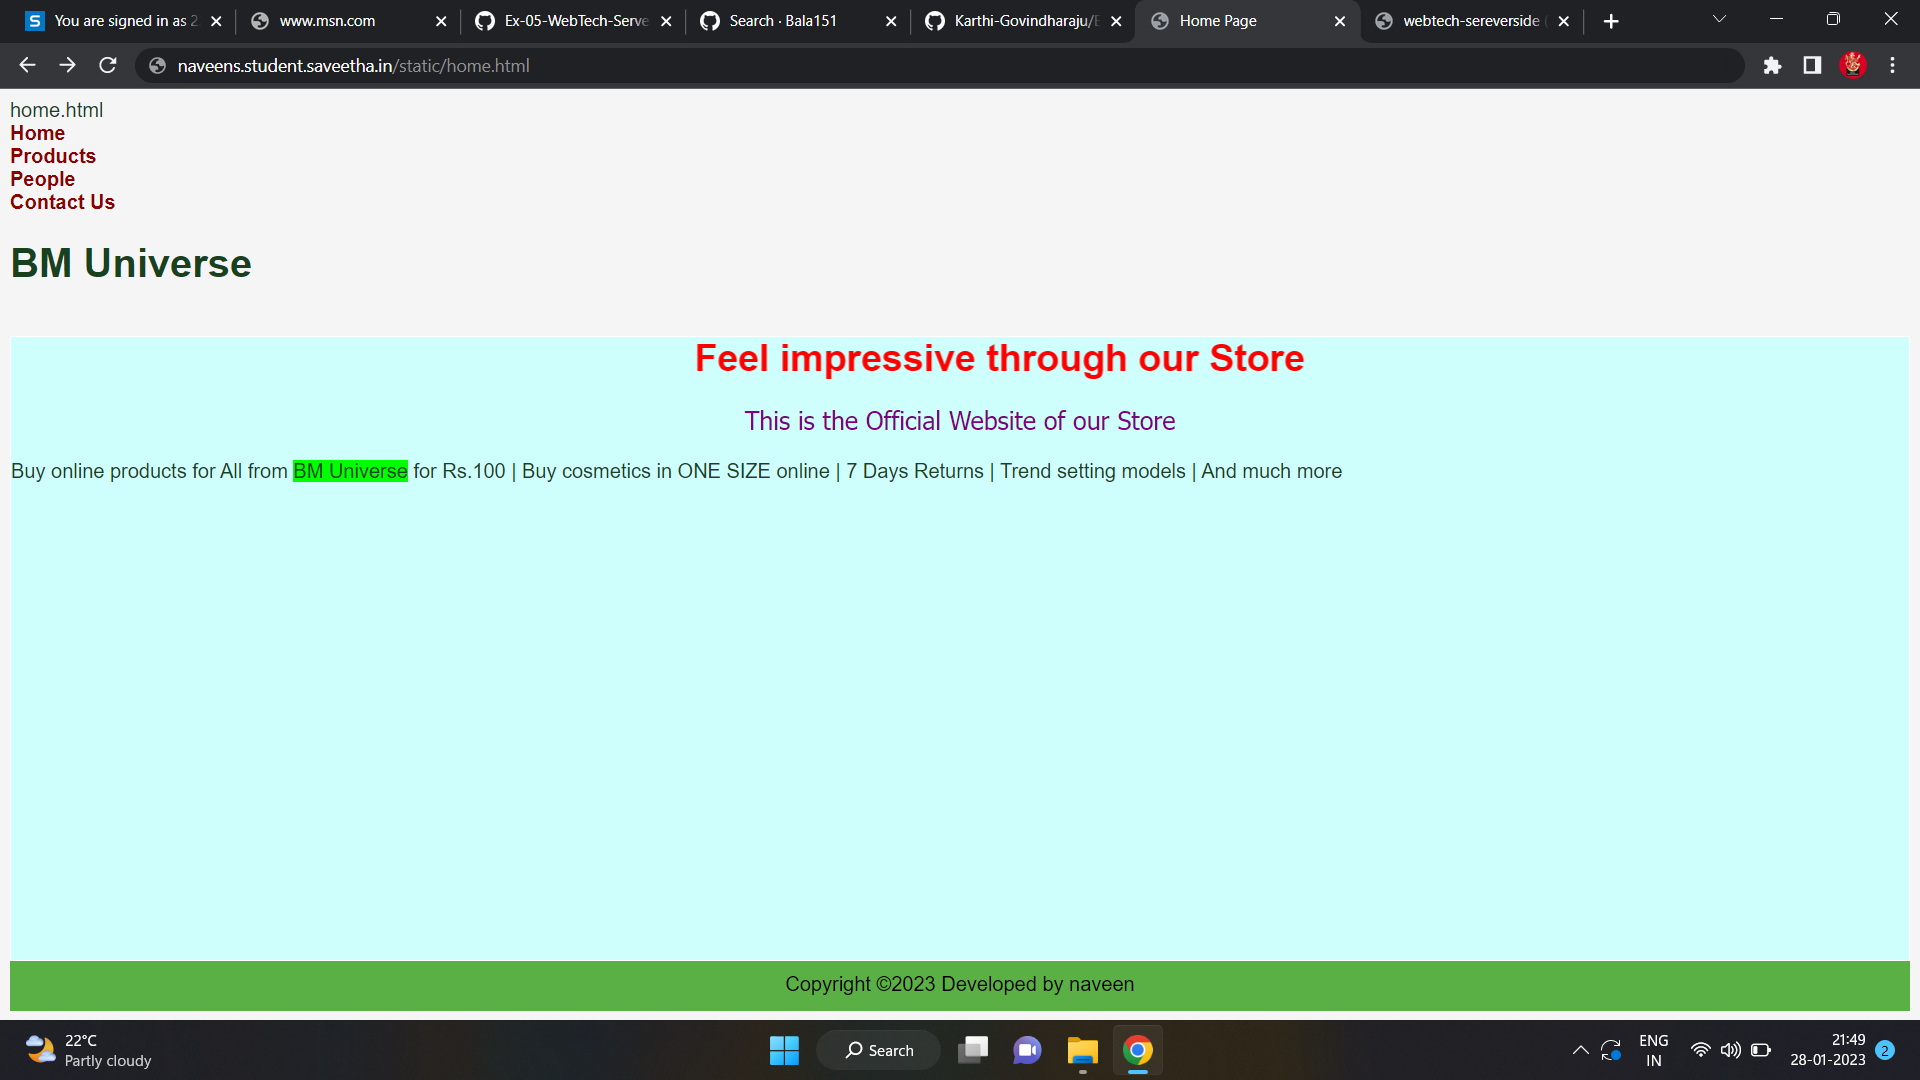 You are signed in as 2
www.msn.com
Ex-05-WebTech-Serve
Search · Bala151
Karthi-Govindharaju/E
Home Page
webtech-sereverside (
naveens.student.saveetha.in/static/home.html
home.html
Home
Products
People
Contact Us
BM Universe
Feel impressive through our Store
This is the Official Website of our Store
Buy online products for All from BM Universe for Rs.100 | Buy cosmetics in ONE SIZE online | 7 Days Returns | Trend setting models | And much more
Copyright ©2023 Developed by naveen
22°C
Partly cloudy
Search
ENG
IN
21:49
28-01-2023
2